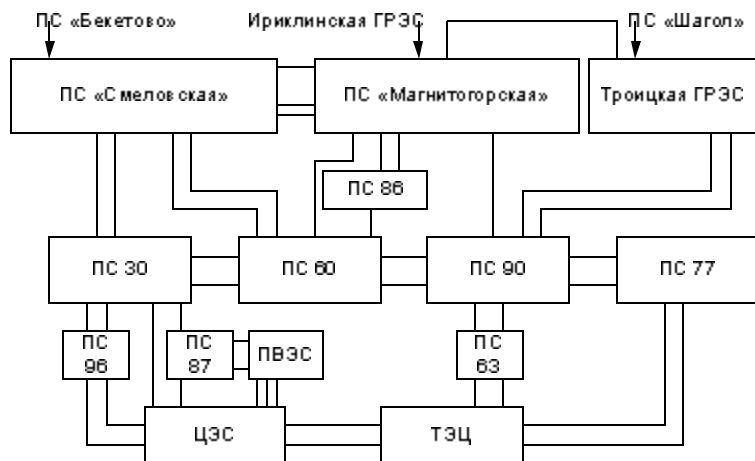 ПС «Бекетово»
Ириклинская ГРЭС
ПС «Шагол»
ПС «Смеловская»
ПС «Магнитогорская»
Троицкая ГРЭС
ПС 86
ПС 30
ПС 60
ПС 90
ПС 77
ПС
96
ПС
87
ПВЭС
ПС
63
ЦЭС
ТЭЦ